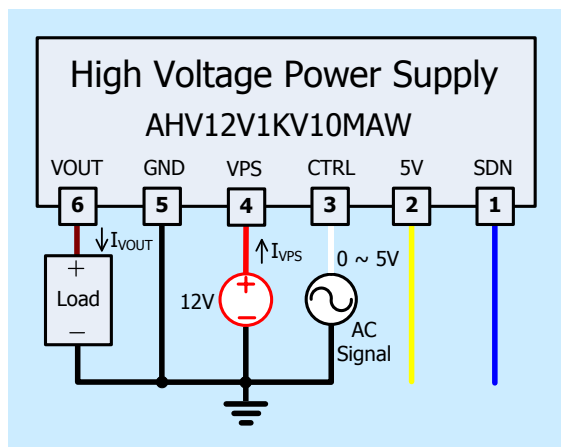 High Voltage Power Supply
AHV12V1KV10MAW
VOUT GND VPS CTRL 5V SDN
6 5 4 3 2 1
IVOUT IVPS 0 ~ 5V
+ +
Load 12V
− −
AC
Signal